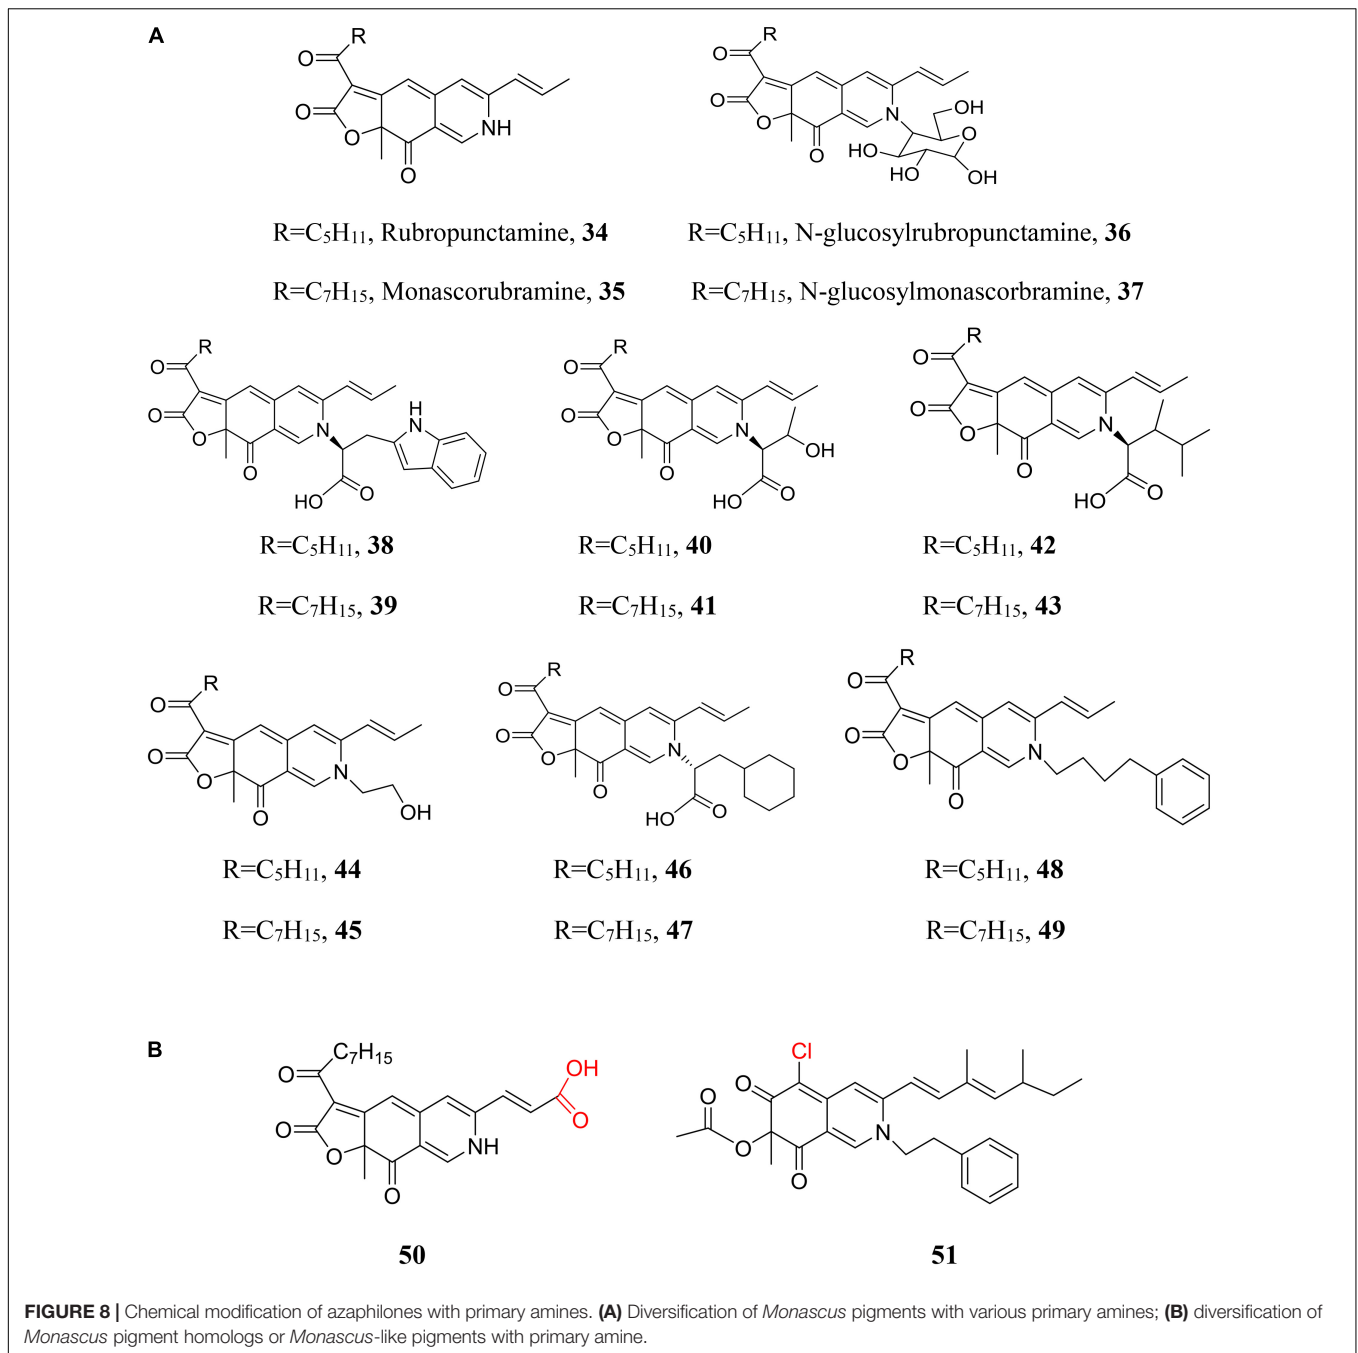 A
R
O
O
O
O
NH
R
O
O
O
O
N
OH
O
HO
HO
OH
R=C₅H₁₁, Rubropunctamine, 34
R=C₅H₁₁, N-glucosylrubropunctamine, 36
R=C₇H₁₅, Monascorubramine, 35
R=C₇H₁₅, N-glucosylmonascorbramine, 37
R
O
O
O
O
N
H
N
HO
O
R
O
O
O
O
N
OH
HO
O
R
O
O
O
O
N
HO
O
R=C₅H₁₁, 38
R=C₅H₁₁, 40
R=C₅H₁₁, 42
R=C₇H₁₅, 39
R=C₇H₁₅, 41
R=C₇H₁₅, 43
R
O
O
O
O
N
OH
R
O
O
O
O
N
HO
O
R
O
O
O
O
N
R=C₅H₁₁, 44
R=C₅H₁₁, 46
R=C₅H₁₁, 48
R=C₇H₁₅, 45
R=C₇H₁₅, 47
R=C₇H₁₅, 49
B
C₇H₁₅
O
O
O
O
NH
OH
O
Cl
O
O
O
O
N
50
51
FIGURE 8 | Chemical modification of azaphilones with primary amines. (A) Diversification of Monascus pigments with various primary amines; (B) diversification of
Monascus pigment homologs or Monascus-like pigments with primary amine.